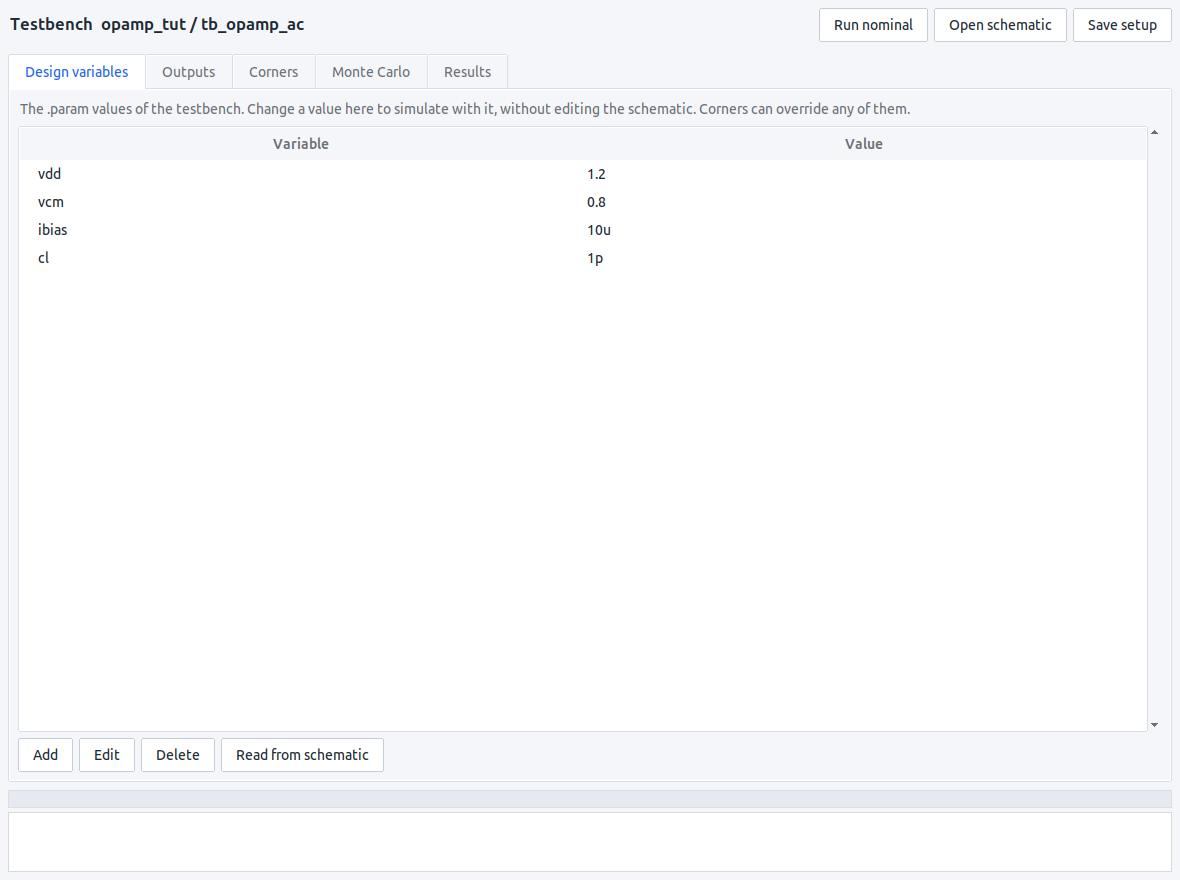 Testbench opamp_tut / tb_opamp_ac
Run nominal Open schematic Save setup
Design variables Outputs Corners Monte Carlo Results
The .param values of the testbench. Change a value here to simulate with it, without editing the schematic. Corners can override any of them.
Variable Value
vdd 1.2
vcm 0.8
ibias 10u
cl 1p
Add Edit Delete Read from schematic